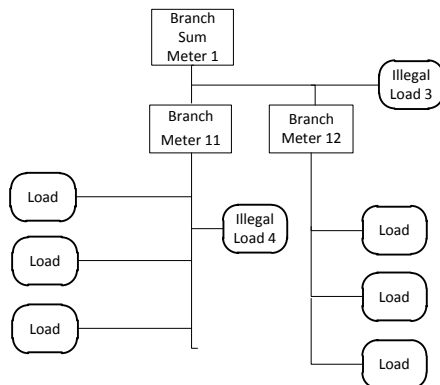 Branch
Sum
Meter 1
Illegal
Load 3
Branch
Meter 11
Branch
Meter 12
Load
Illegal
Load 4
Load
Load
Load
Load
Load